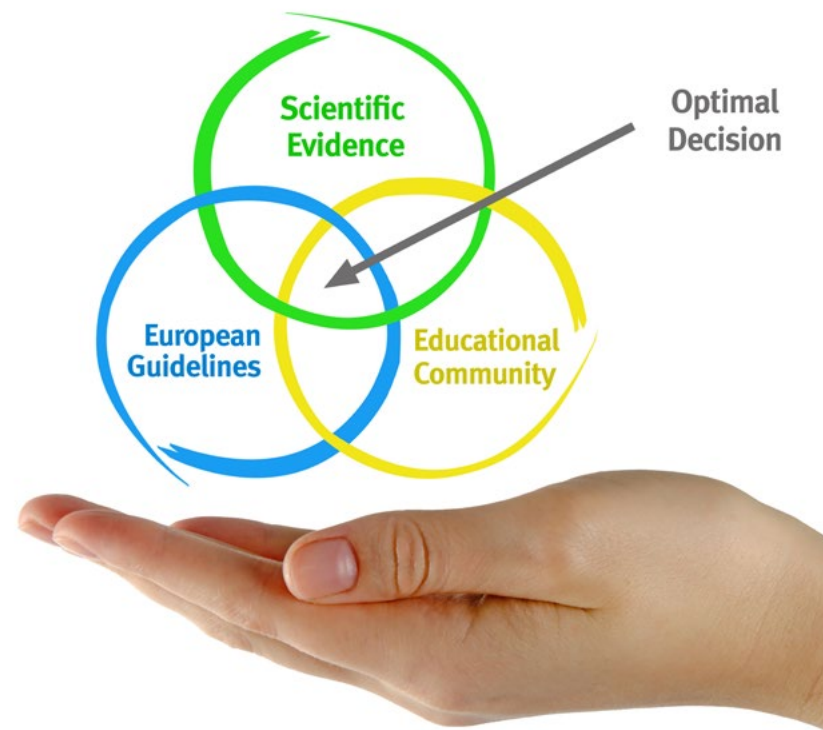 Scientific
Evidence
Optimal
Decision
European
Guidelines
Educational
Community